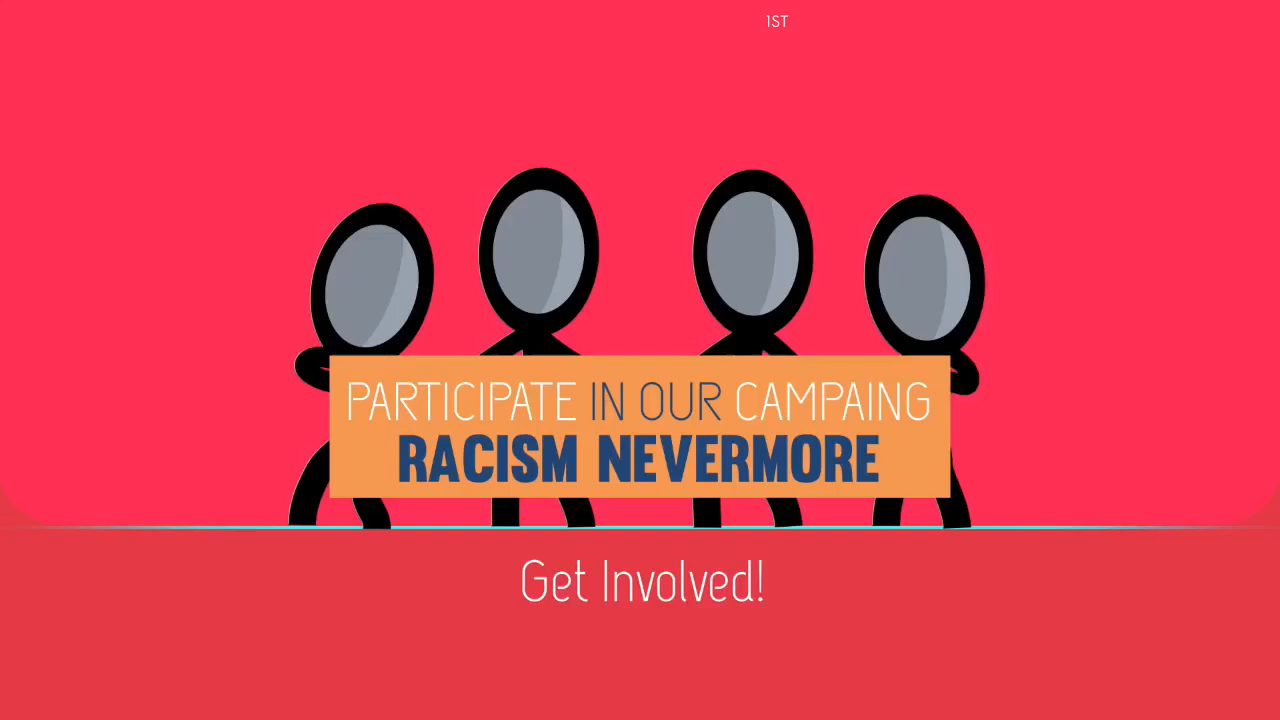 1ST
PARTICIPATE IN OUR CAMPAING
RACISM NEVERMORE
Get Involved!